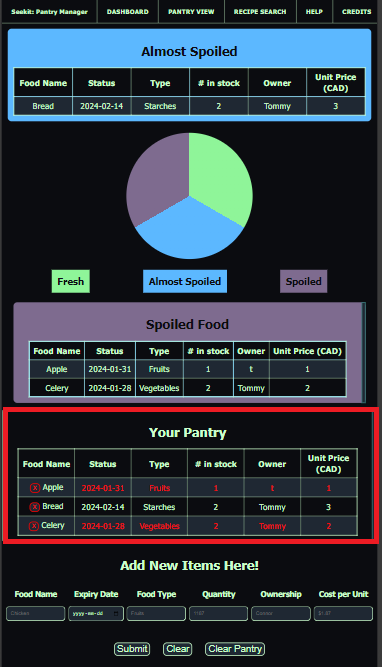 Seekit: Pantry Manager DASHBOARD PANTRY VIEW RECIPE SEARCH HELP CREDITS
Almost Spoiled
Food Name Status Type # in stock Owner Unit Price
(CAD)
Bread 2024-02-14 Starches 2 Tommy 3
Fresh Almost Spoiled Spoiled
Spoiled Food
Food Name Status Type # in stock Owner Unit Price (CAD)
Apple 2024-01-31 Fruits 1 t 1
Celery 2024-01-28 Vegetables 2 Tommy 2
Your Pantry
Food Name Status Type # in stock Owner Unit Price
(CAD)
X Apple 2024-01-31 Fruits 1 t 1
X Bread 2024-02-14 Starches 2 Tommy 3
X Celery 2024-01-28 Vegetables 2 Tommy 2
Add New Items Here!
Food Name Expiry Date Food Type Quantity Ownership Cost per Unit
Chicken yyyy-mm-dd Fruits
Submit Clear Clear Pantry